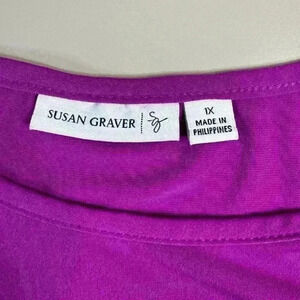 SUSAN GRAVER
sg
1X
MADE IN
PHILIPPINES